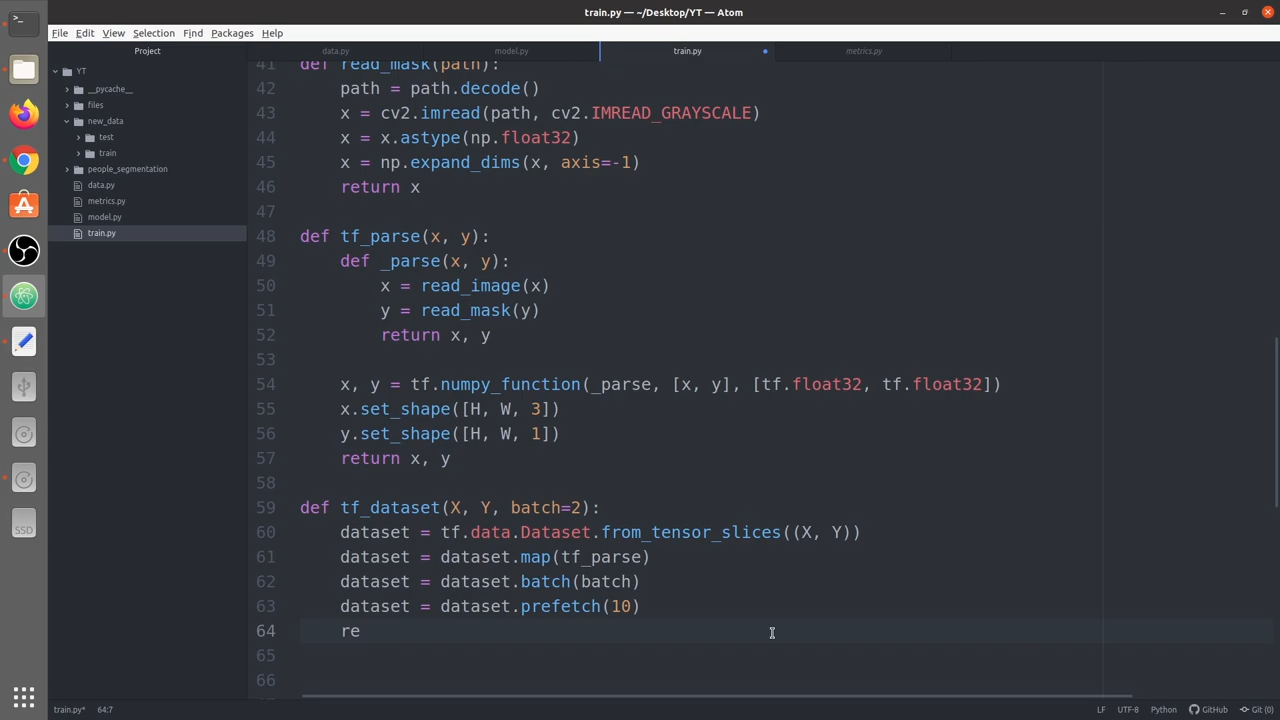 train.py — ~/Desktop/YT — Atom
File Edit View Selection Find Packages Help
Project
data.py model.py train.py metrics.py
YT
__pycache__
files
new_data
test
train
people_segmentation
data.py
metrics.py
model.py
train.py
41 def read_mask(path):
42     path = path.decode()
43     x = cv2.imread(path, cv2.IMREAD_GRAYSCALE)
44     x = x.astype(np.float32)
45     x = np.expand_dims(x, axis=-1)
46     return x
47
48 def tf_parse(x, y):
49     def _parse(x, y):
50         x = read_image(x)
51         y = read_mask(y)
52         return x, y
53
54     x, y = tf.numpy_function(_parse, [x, y], [tf.float32, tf.float32])
55     x.set_shape([H, W, 3])
56     y.set_shape([H, W, 1])
57     return x, y
58
59 def tf_dataset(X, Y, batch=2):
60     dataset = tf.data.Dataset.from_tensor_slices((X, Y))
61     dataset = dataset.map(tf_parse)
62     dataset = dataset.batch(batch)
63     dataset = dataset.prefetch(10)
64     re
65
66
SSD
train.py* 64:7 LF UTF-8 Python GitHub Git (0)